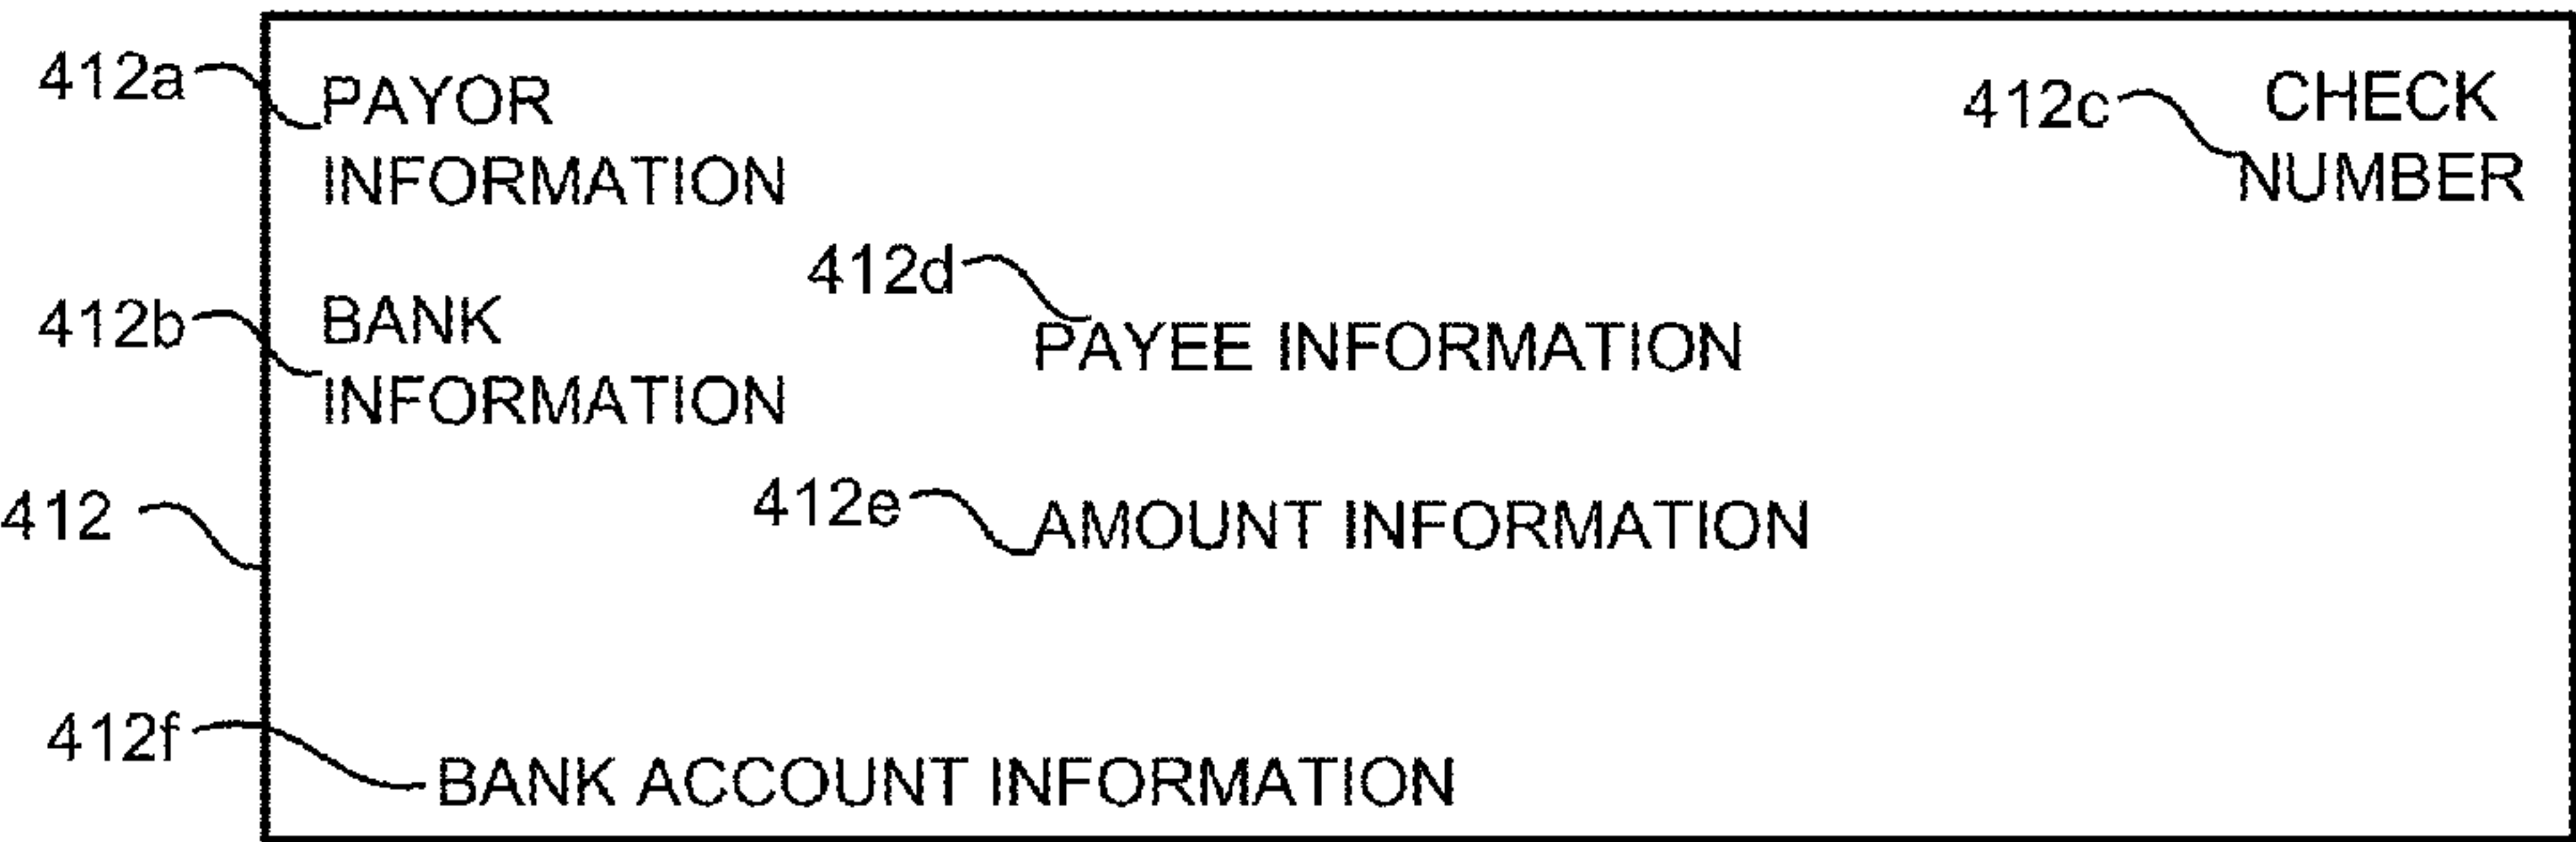 412a PAYOR
INFORMATION
412c CHECK
NUMBER
412b BANK
INFORMATION
412d
PAYEE INFORMATION
412 412e AMOUNT INFORMATION
412f BANK ACCOUNT INFORMATION